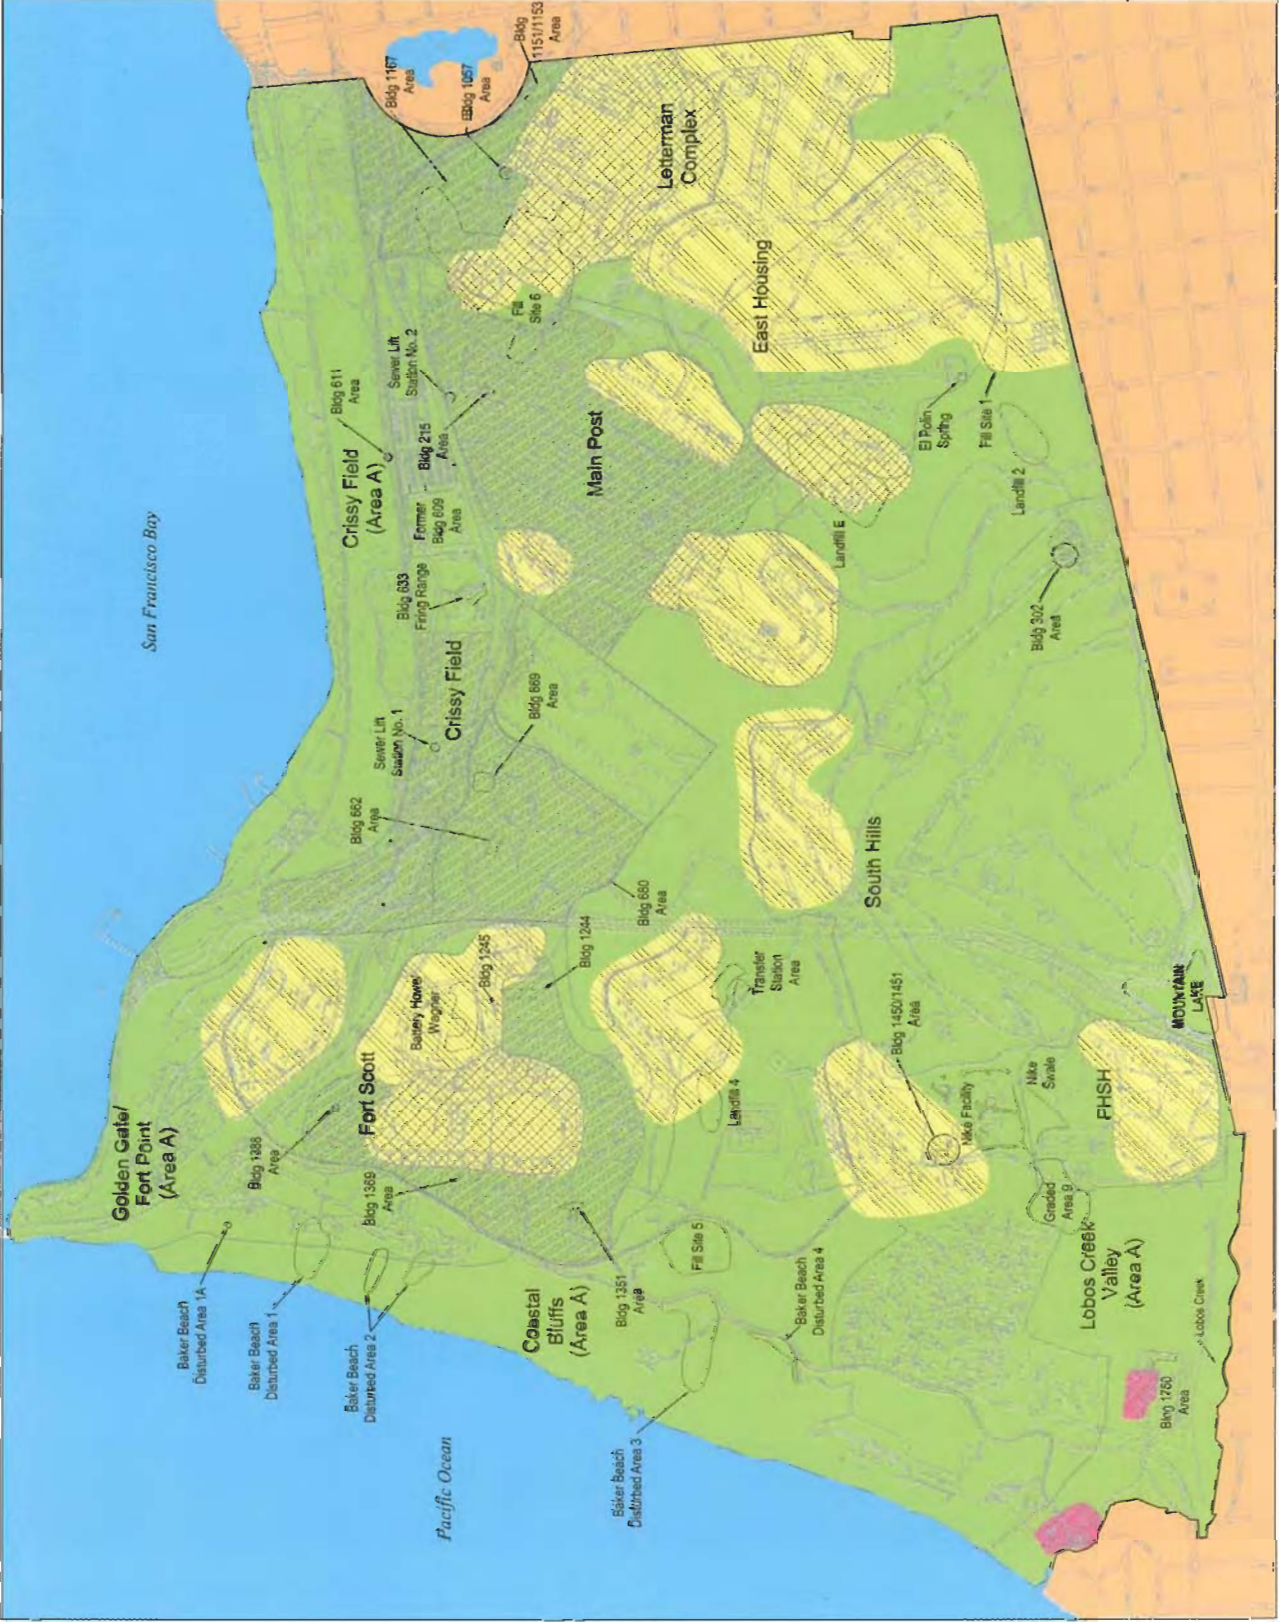 San Francisco Bay
Pacific Ocean
Golden Gate/
Fort Point
(Area A)
Baker Beach
Disturbed Area 1A
Baker Beach
Disturbed Area 1
Baker Beach
Disturbed Area 2
Baker Beach
Disturbed Area 3
Baker Beach
Disturbed Area 4
Coastal
Bluffs
(Area A)
Fort Scott
Battery Howe/
Wagner
Bldg 1245
Bldg 1244
Area
Bldg 1369
Area
Bldg 1351
Area
Fill Site 5
Landfill 4
Transfer
Station
Area
Bldg 680
Area
Bldg 662
Area
Sewer Lift
Station No. 1
Crissy Field
Bldg 669
Area
Bldg 633
Firing Range
Crissy Field
(Area A)
Former
Bldg 609
Area
Bldg 611
Area
Bldg 215
Area
Sewer Lift
Station No. 2
Main Post
Fill
Site 6
Bldg 1167
Area
Bldg 1057
Area
Bldg
1151/1153
Area
Letterman
Complex
East Housing
El Polin
Spring
Fill Site 1
Landfill 2
Landfill E
Bldg 302
Area
South Hills
Bldg 1450/1451
Area
Nike Facility
Nike
Swale
PHSH
MOUNTAIN
LAKE
Graded
Area 9
Lobos Creek
Valley
(Area A)
Lobos Creek
Bldg 1750
Area